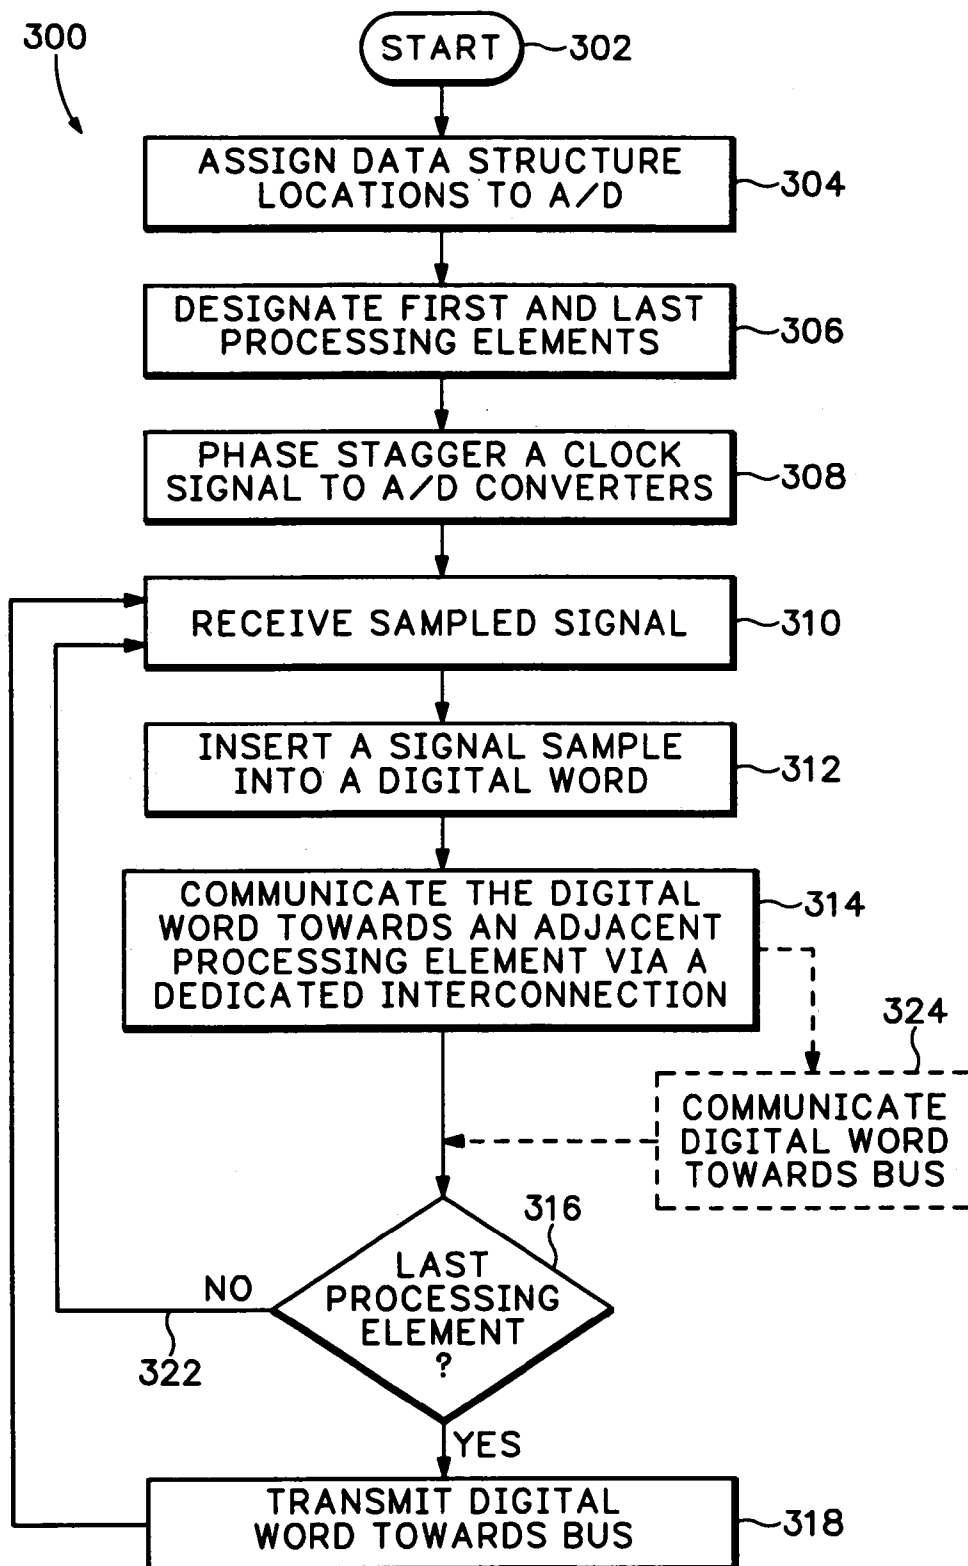 300
START
302
ASSIGN DATA STRUCTURE
LOCATIONS TO A/D
304
DESIGNATE FIRST AND LAST
PROCESSING ELEMENTS
306
PHASE STAGGER A CLOCK
SIGNAL TO A/D CONVERTERS
308
RECEIVE SAMPLED SIGNAL
310
INSERT A SIGNAL SAMPLE
INTO A DIGITAL WORD
312
COMMUNICATE THE DIGITAL
WORD TOWARDS AN ADJACENT
PROCESSING ELEMENT VIA A
DEDICATED INTERCONNECTION
314
324
COMMUNICATE
DIGITAL WORD
TOWARDS BUS
316
LAST
PROCESSING
ELEMENT
?
NO
322
YES
TRANSMIT DIGITAL
WORD TOWARDS BUS
318